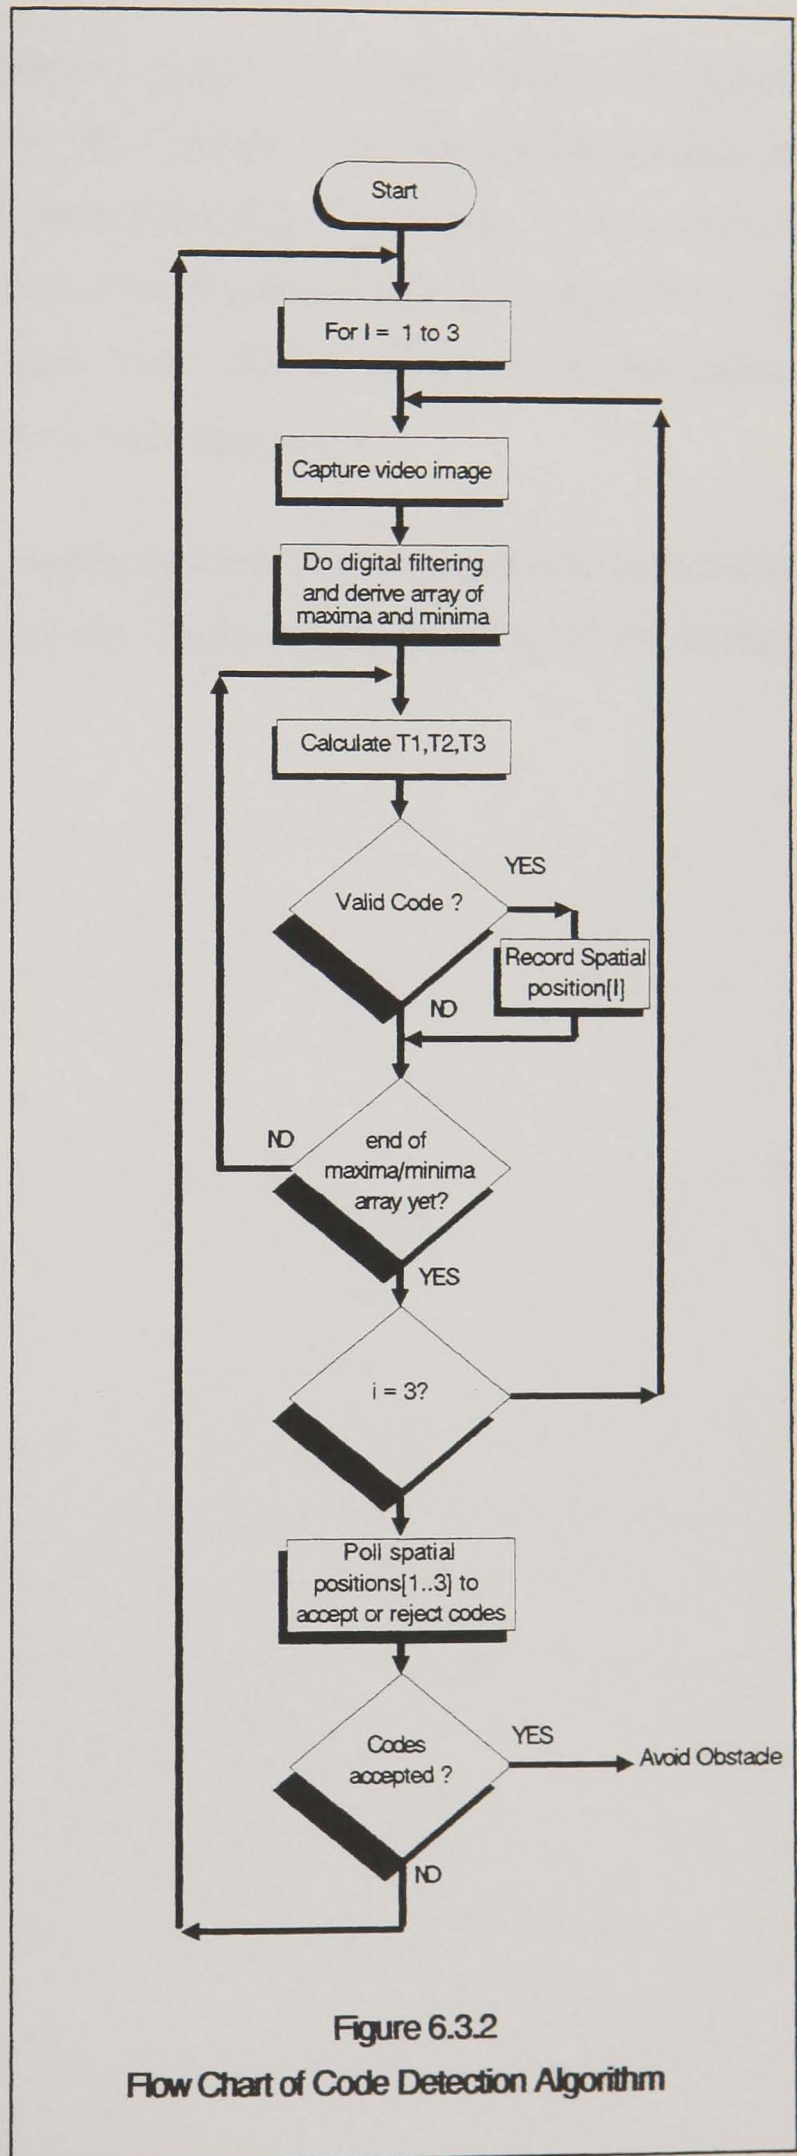 Start
For I = 1 to 3
Capture video image
Do digital filtering
and derive array of
maxima and minima
Calculate T1,T2,T3
Valid Code ?
YES
Record Spatial
position[I]
NO
end of
maxima/minima
array yet?
NO
YES
i = 3?
Poll spatial
positions[1..3] to
accept or reject codes
Codes
accepted ?
YES
Avoid Obstacle
NO
Figure 6.3.2
Flow Chart of Code Detection Algorithm